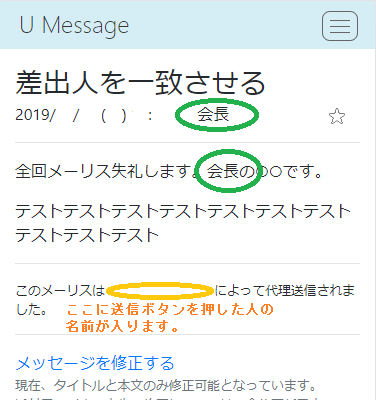 U Message
差出人を一致させる
2019/ / ( ) : 会長
全回メーリス失礼します。会長の○○です。
テストテストテストテストテストテストテスト
テストテストテスト
このメーリスは によって代理送信されま
した。 ここに送信ボタンを押した人の
名前が入ります。
メッセージを修正する
現在、タイトルと本文のみ修正可能となっています。